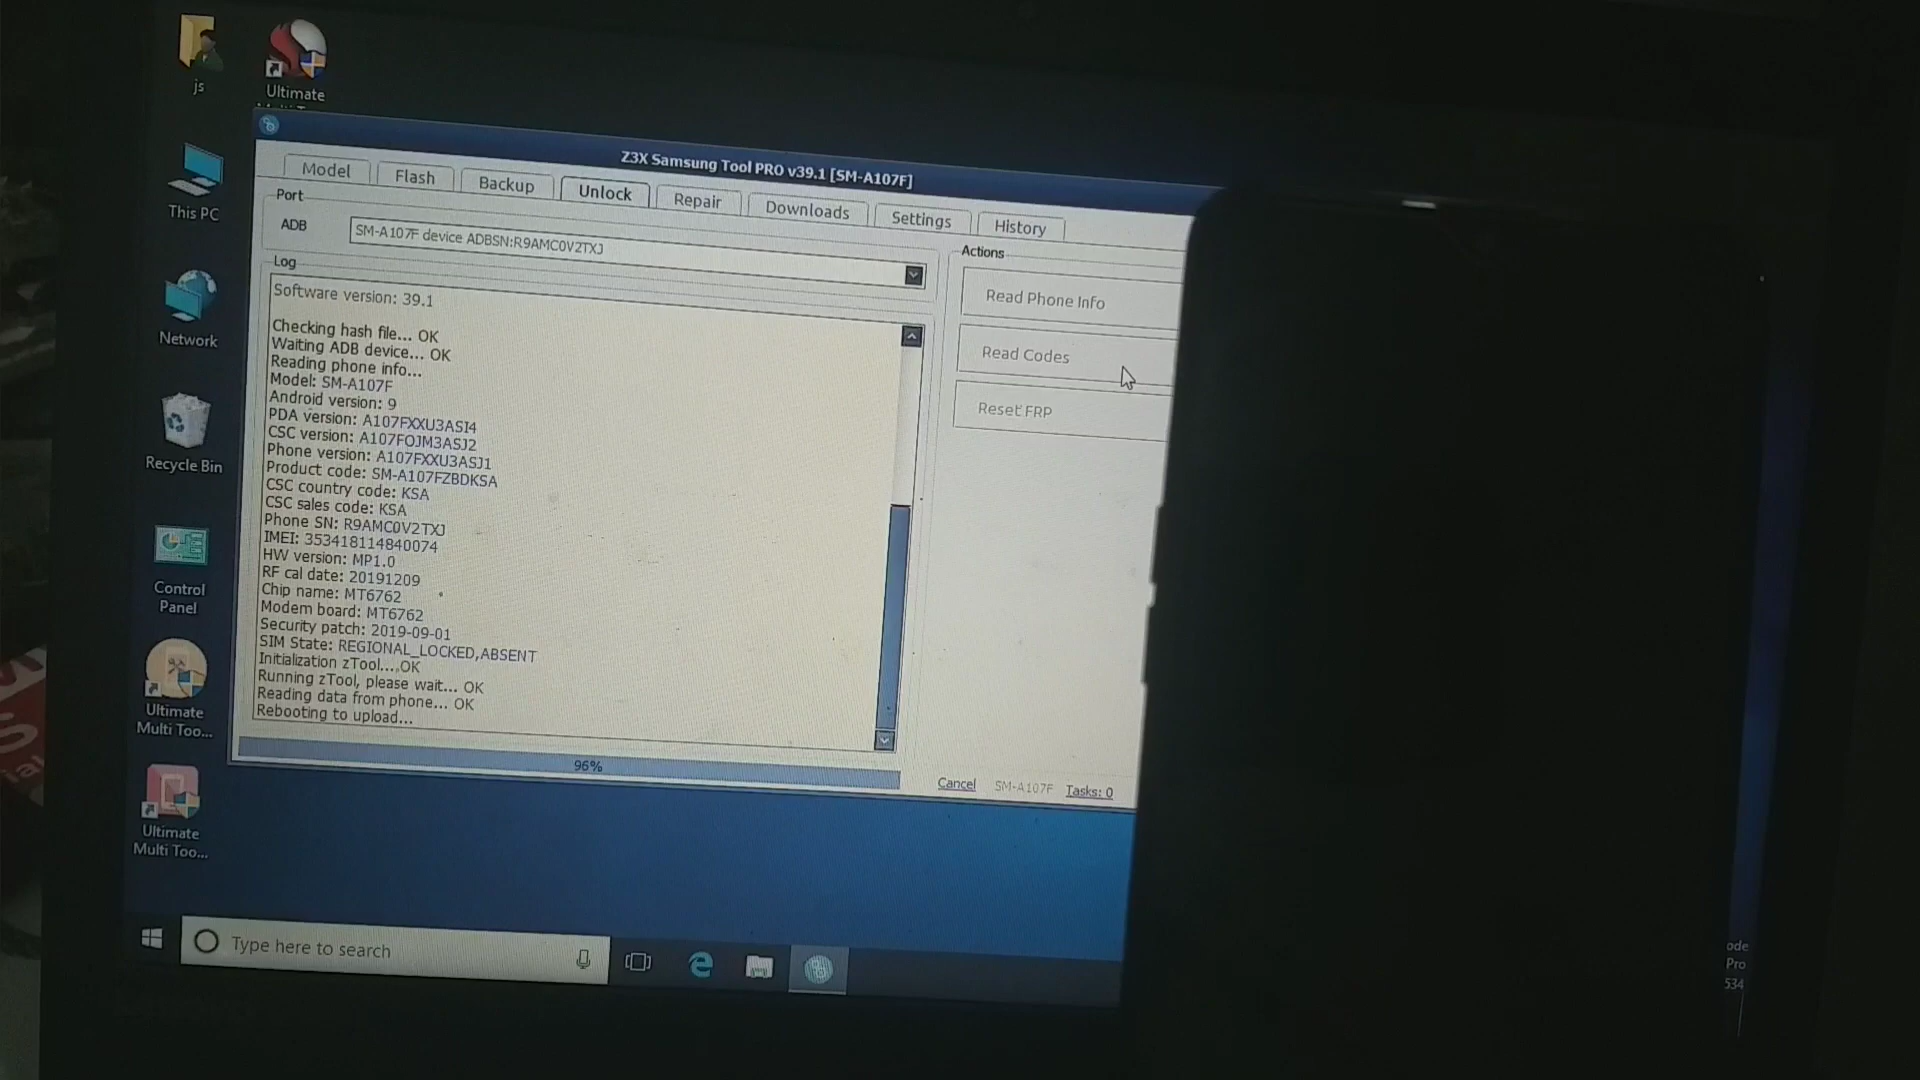 js
Ultimate
This PC
Network
Recycle Bin
Control
Panel
Ultimate
Multi Too...
Ultimate
Multi Too...
Z3X Samsung Tool PRO v39.1 [SM-A107F]
Model
Flash
Backup
Unlock
Repair
Downloads
Settings
History
Port
ADB
SM-A107F device ADBSN:R9AMC0V2TXJ
Log
Software version: 39.1
Checking hash file... OK
Waiting ADB device... OK
Reading phone info...
Model: SM-A107F
Android version: 9
PDA version: A107FXXU3ASI4
CSC version: A107FOJM3ASJ2
Phone version: A107FXXU3ASJ1
Product code: SM-A107FZBDKSA
CSC country code: KSA
CSC sales code: KSA
Phone SN: R9AMC0V2TXJ
IMEI: 353418114840074
HW version: MP1.0
RF cal date: 20191209
Chip name: MT6762
Modem board: MT6762
Security patch: 2019-09-01
SIM State: REGIONAL_LOCKED,ABSENT
Initialization zTool... OK
Running zTool, please wait... OK
Reading data from phone... OK
Rebooting to upload...
96%
Actions
Read Phone Info
Read Codes
Reset FRP
Cancel
SM-A107F
Tasks: 0
Type here to search
ode
Pro
534